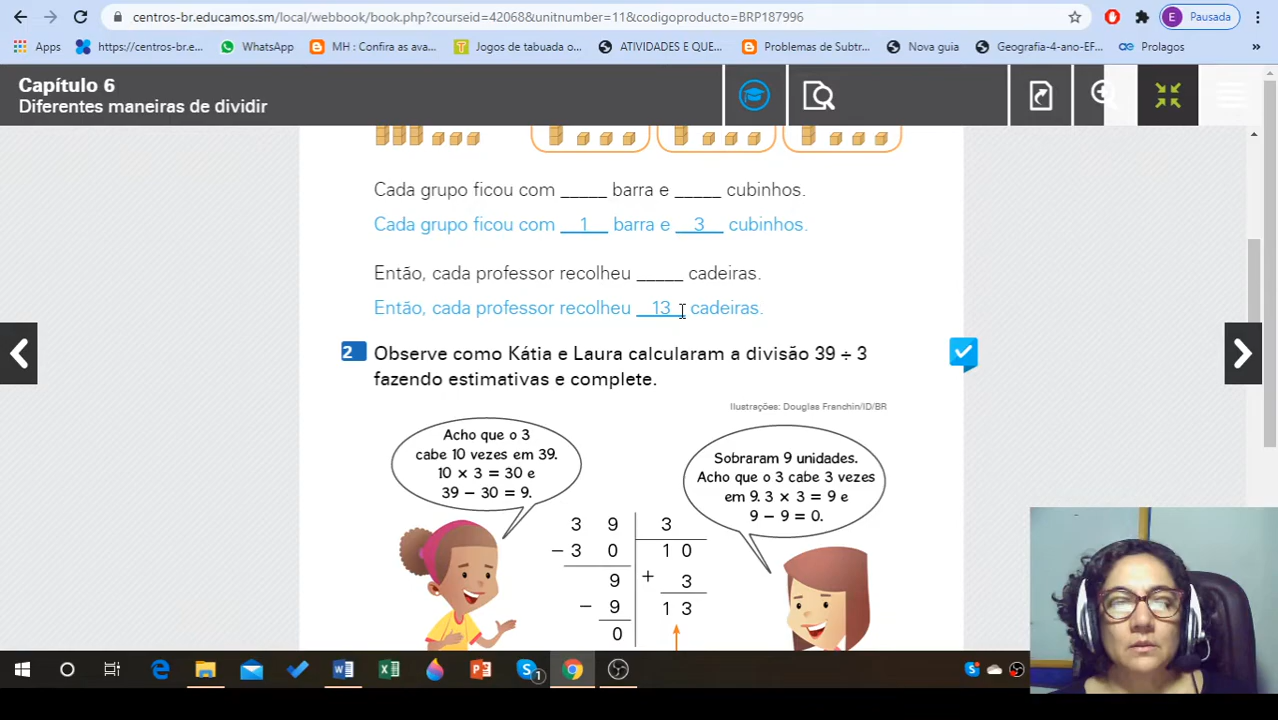 centros-br.educamos.sm/local/webbook/book.php?courseid=42068&unitnumber=11&codigoproducto=BRP187996
E Pausada
Apps https://centros-br.e... WhatsApp MH : Confira as ava... Jogos de tabuada o... ATIVIDADES E QUE... Problemas de Subtr... Nova guia Geografia-4-ano-EF... Prolagos »
Capítulo 6
Diferentes maneiras de dividir
Cada grupo ficou com _____ barra e _____ cubinhos.
Cada grupo ficou com 1 barra e 3 cubinhos.
Então, cada professor recolheu _____ cadeiras.
Então, cada professor recolheu 13 cadeiras.
2 Observe como Kátia e Laura calcularam a divisão 39 ÷ 3
fazendo estimativas e complete.
Ilustrações: Douglas Franchin/ID/BR
Acho que o 3
cabe 10 vezes em 39.
10 × 3 = 30 e
39 − 30 = 9.
Sobraram 9 unidades.
Acho que o 3 cabe 3 vezes
em 9. 3 × 3 = 9 e
9 − 9 = 0.
3 9 3
− 3 0 1 0
9 + 3
− 9 1 3
0